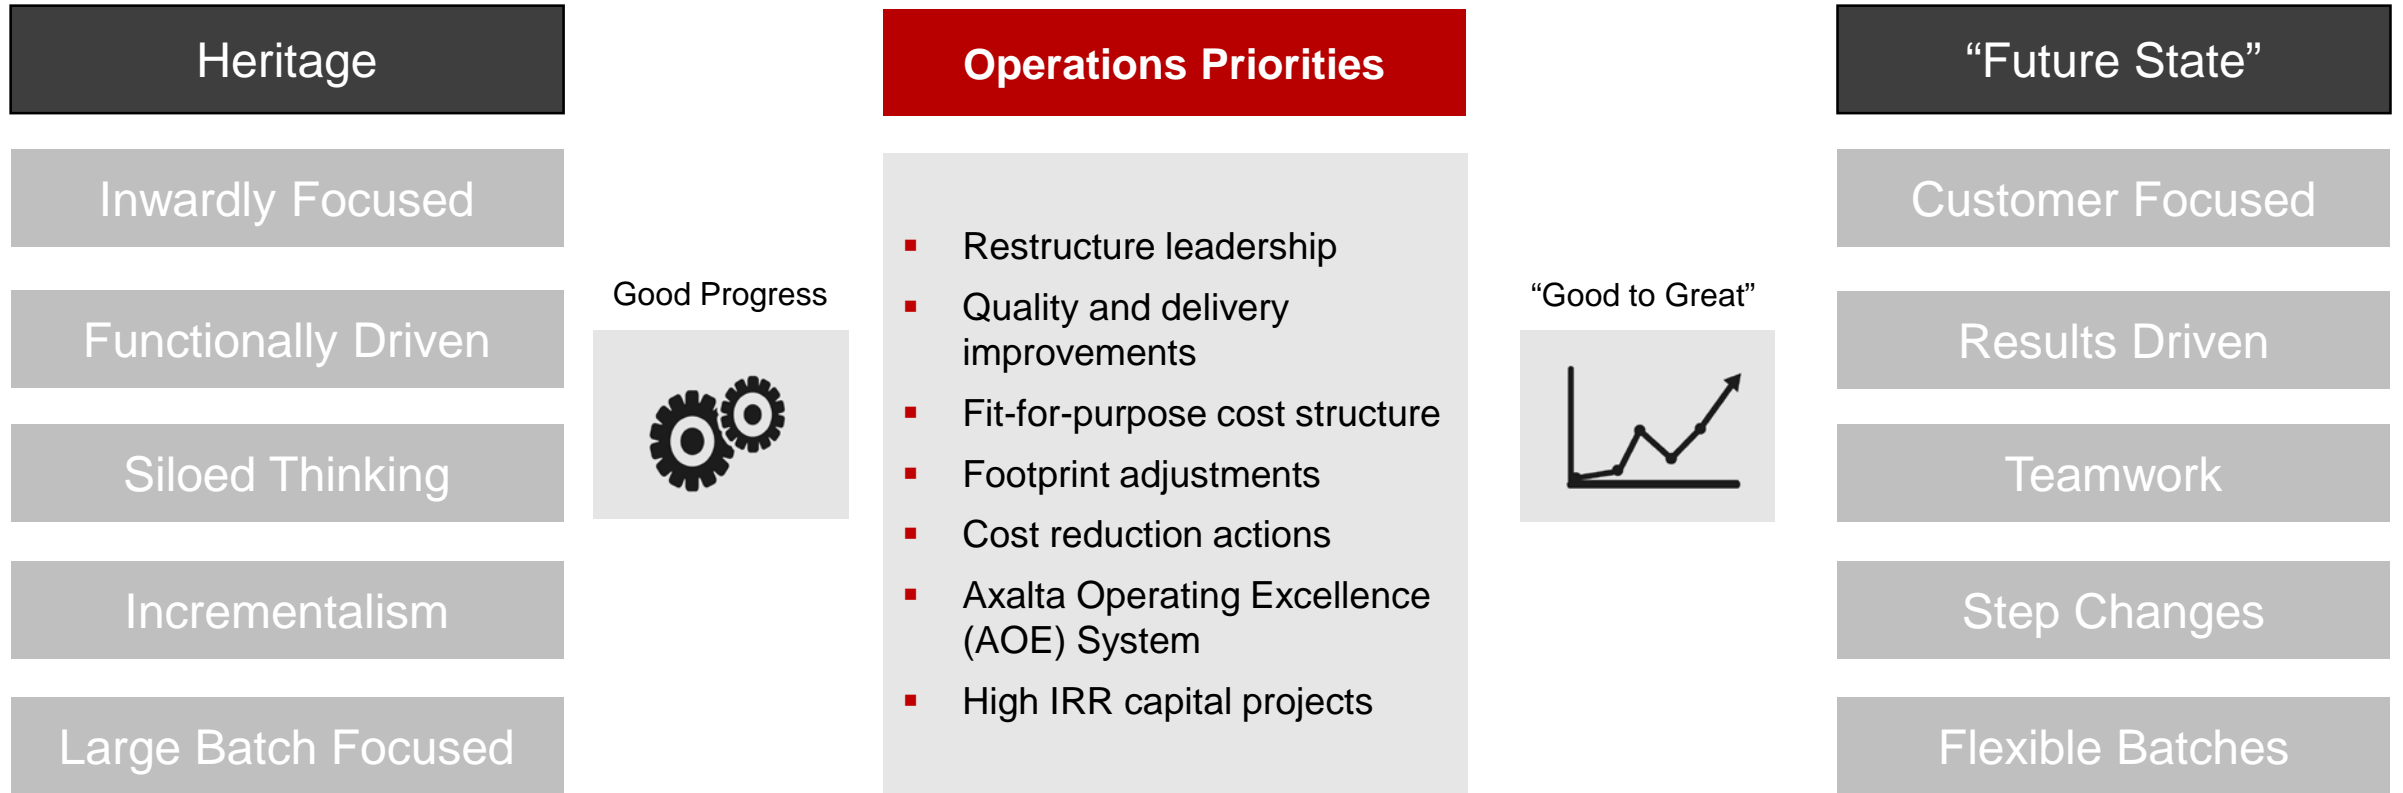 Heritage
Inwardly Focused
Functionally Driven
Siloed Thinking
Incrementalism
Large Batch Focused
Good Progress
Operations Priorities
▪ Restructure leadership
▪ Quality and delivery
improvements
▪ Fit-for-purpose cost structure
▪ Footprint adjustments
▪ Cost reduction actions
▪ Axalta Operating Excellence
(AOE) System
▪ High IRR capital projects
“Good to Great”
“Future State”
Customer Focused
Results Driven
Teamwork
Step Changes
Flexible Batches